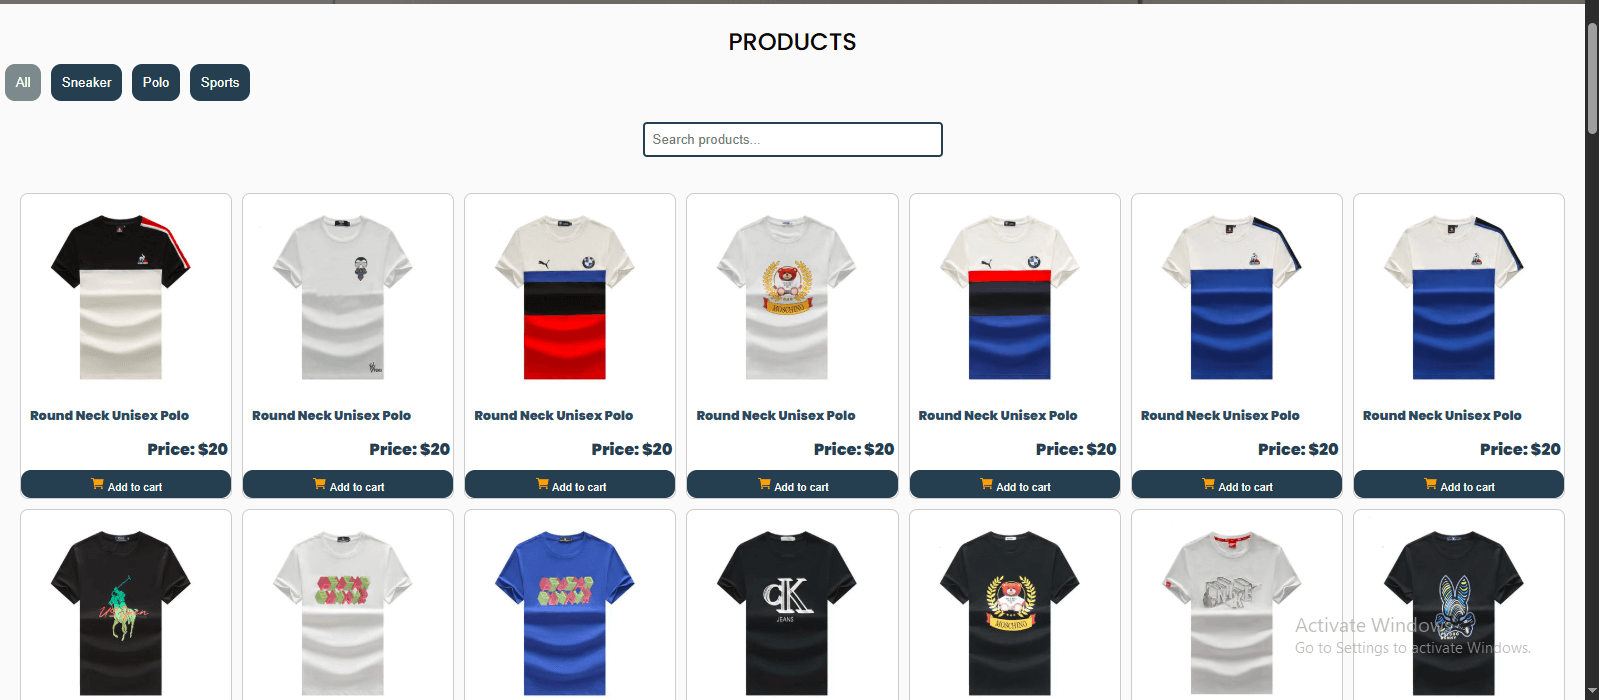 PRODUCTS
All
Sneaker
Polo
Sports
Search products...
MOSCHINO
Round Neck Unisex Polo
Round Neck Unisex Polo
Round Neck Unisex Polo
Round Neck Unisex Polo
Round Neck Unisex Polo
Round Neck Unisex Polo
Round Neck Unisex Polo
Price: $20
Price: $20
Price: $20
Price: $20
Price: $20
Price: $20
Price: $20
Add to cart
Add to cart
Add to cart
Add to cart
Add to cart
Add to cart
Add to cart
cK
JEANS
MOSCHINO
Activate Windows
Go to Settings to activate Windows.